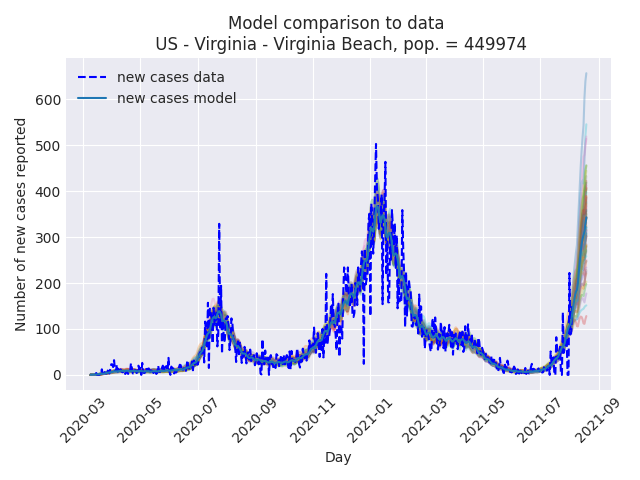 Model comparison to data
US - Virginia - Virginia Beach, pop. = 449974
new cases data
new cases model
Number of new cases reported
600
500
400
300
200
100
0
2020-03
2020-05
2020-07
2020-09
2020-11
2021-01
2021-03
2021-05
2021-07
2021-09
Day